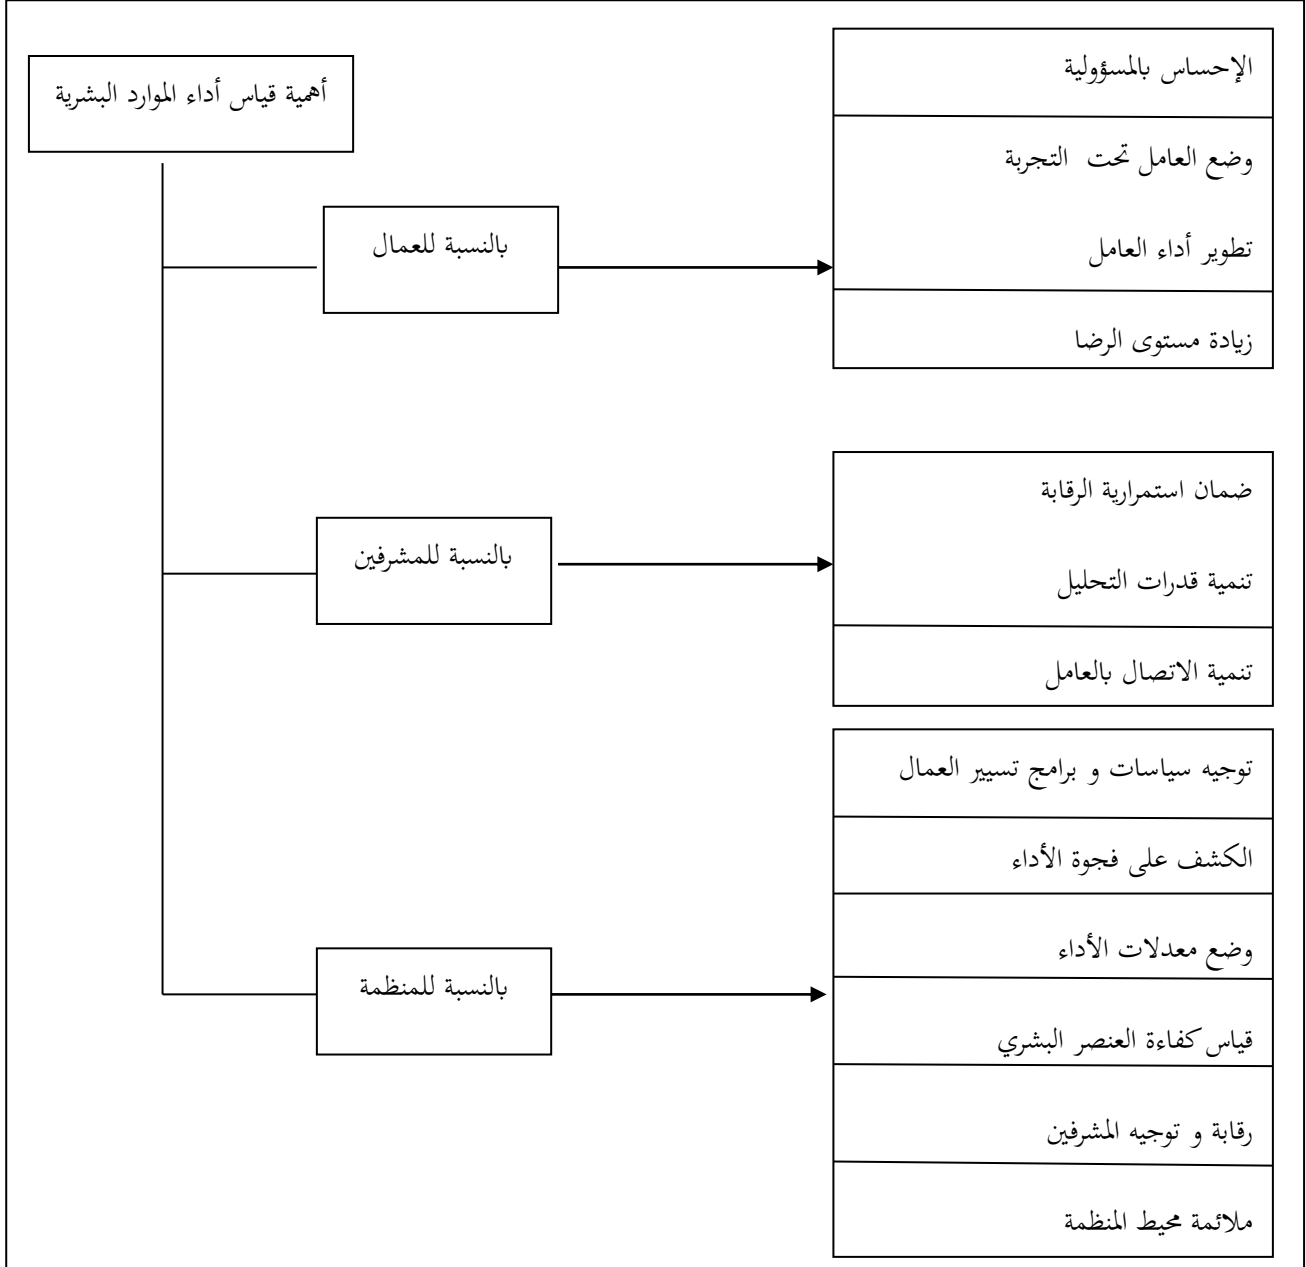 أهمية قياس أداء الموارد البشرية
بالنسبة للعمال
الإحساس بالمسؤولية
وضع العامل تحت التجربة
تطوير أداء العامل
زيادة مستوى الرضا
بالنسبة للمشرفين
ضمان استمرارية الرقابة
تنمية قدرات التحليل
تنمية الاتصال بالعامل
بالنسبة للمنظمة
توجيه سياسات و برامج تسيير العمال
الكشف على فجوة الأداء
وضع معدلات الأداء
قياس كفاءة العنصر البشري
رقابة و توجيه المشرفين
ملائمة محيط المنظمة